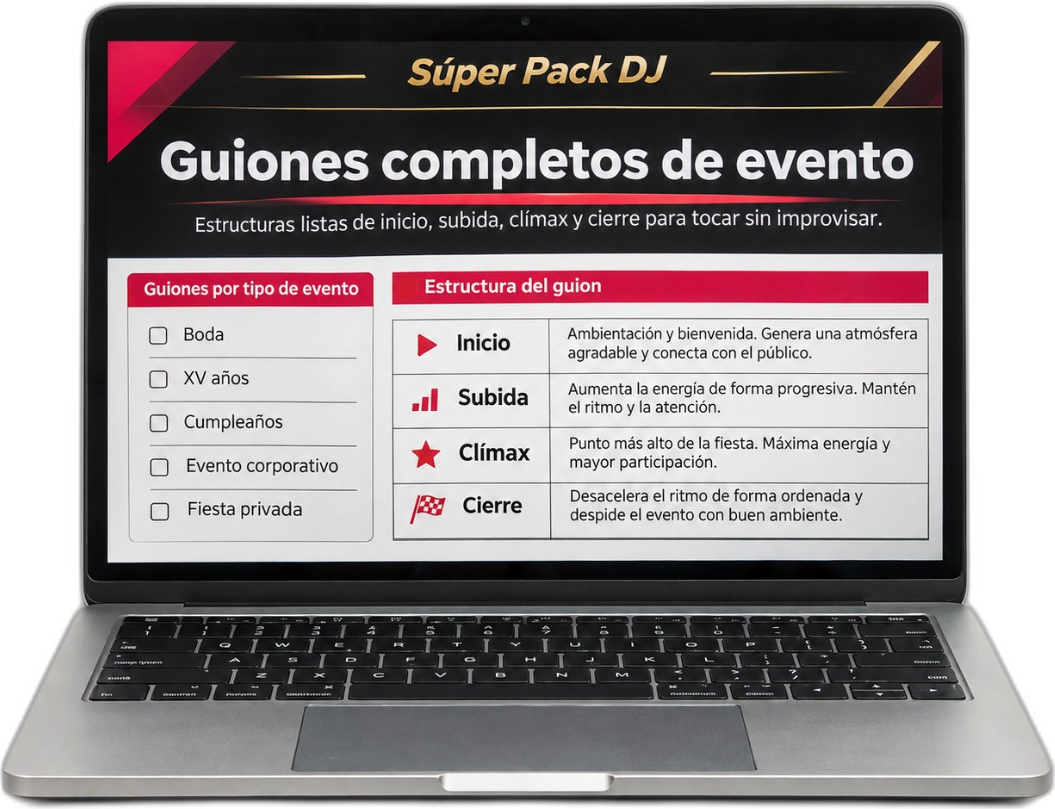 Súper Pack DJ
Guiones completos de evento
Estructuras listas de inicio, subida, clímax y cierre para tocar sin improvisar.
Guiones por tipo de evento
Boda
XV años
Cumpleaños
Evento corporativo
Fiesta privada
Estructura del guion
Inicio
Ambientación y bienvenida. Genera una atmósfera
agradable y conecta con el público.
Subida
Aumenta la energía de forma progresiva. Mantén
el ritmo y la atención.
Clímax
Punto más alto de la fiesta. Máxima energía y
mayor participación.
Cierre
Desacelera el ritmo de forma ordenada y
despide el evento con buen ambiente.
Q W E R T Y U I O P
A S D F G H J K L
Z X C V B N M